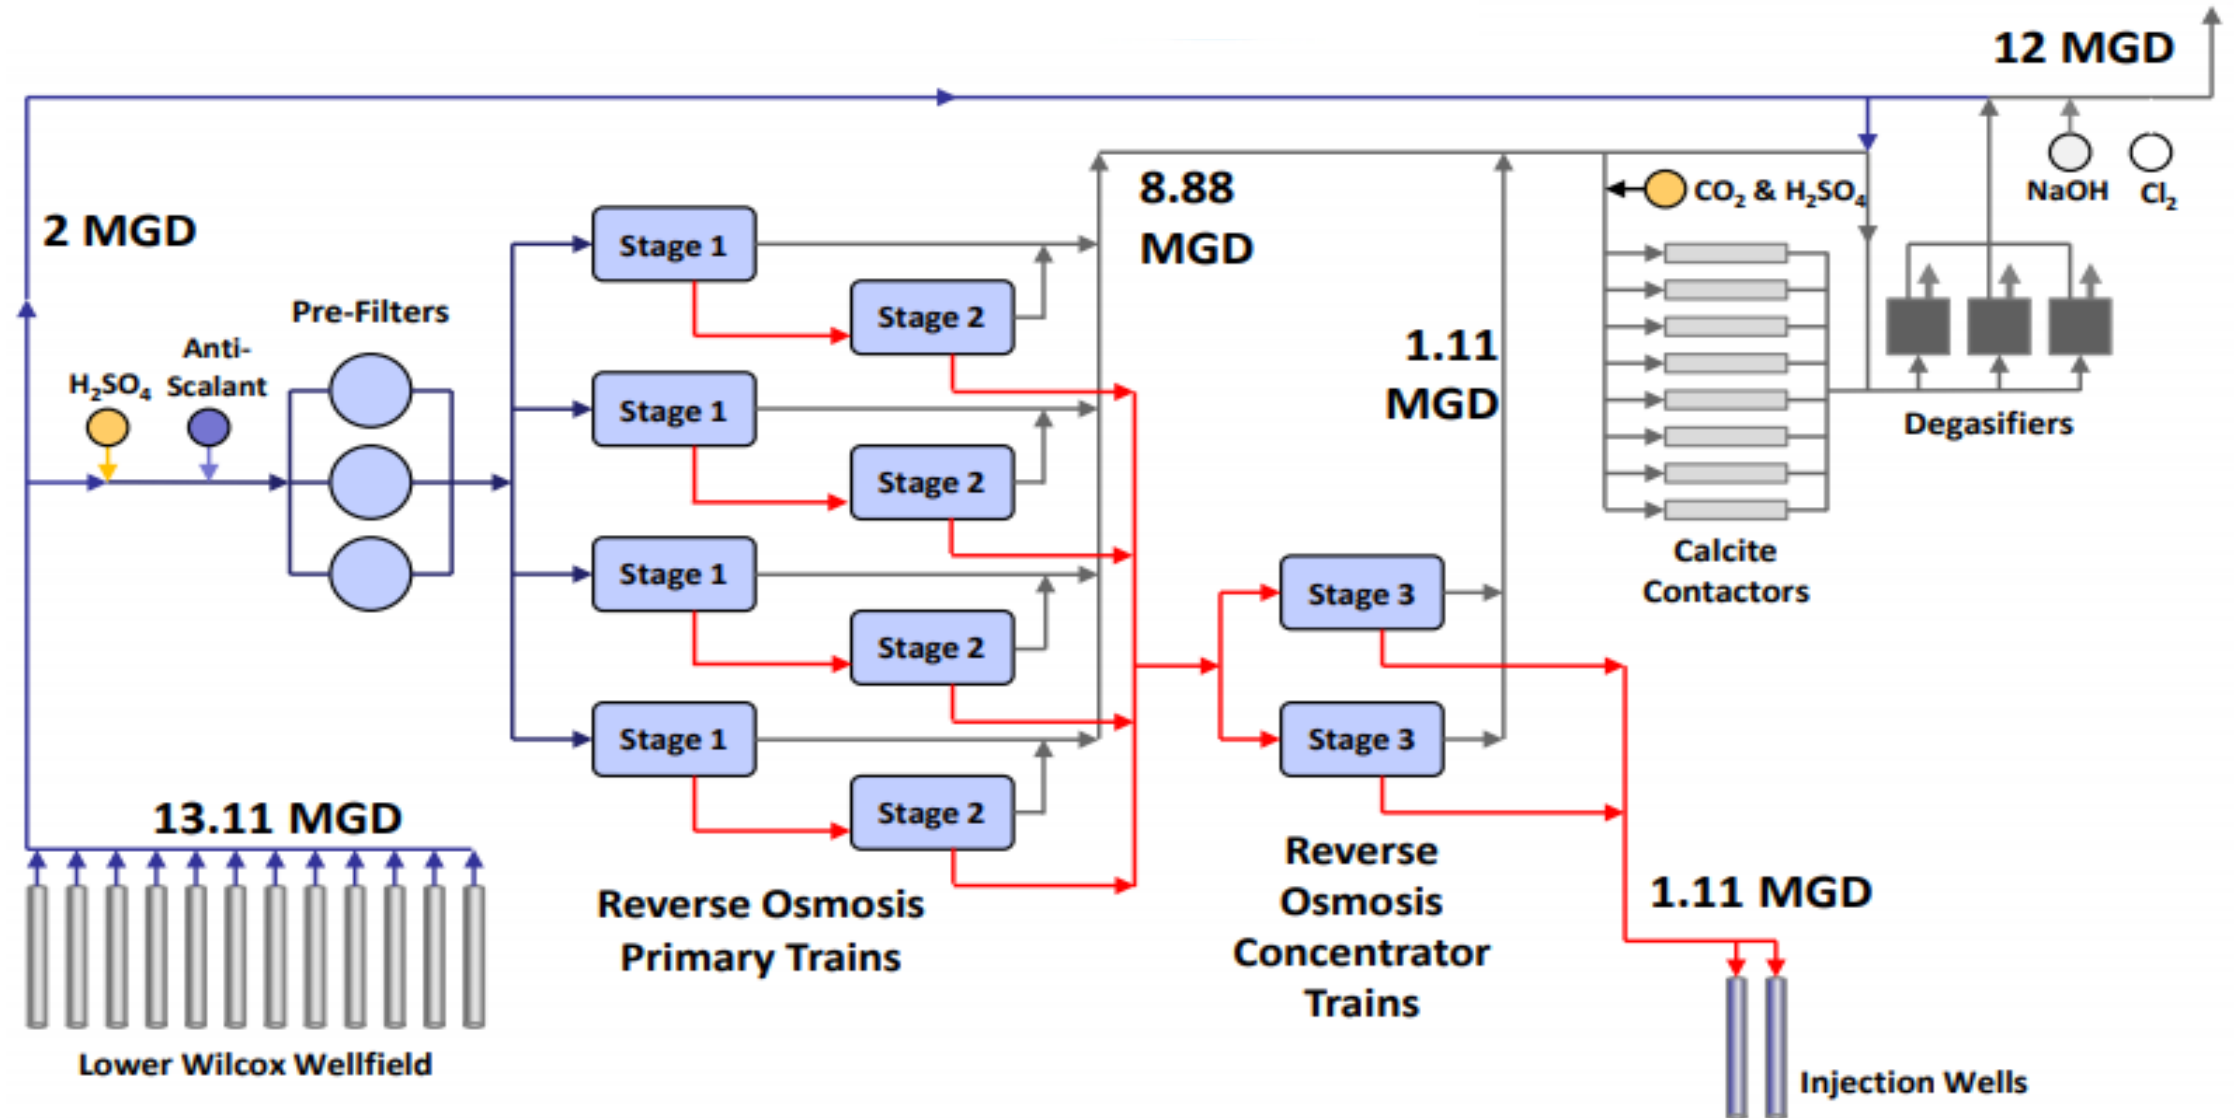 12 MGD
8.88
MGD
CO₂ & H₂SO₄
NaOH
Cl₂
2 MGD
Stage 1
Pre-Filters
Stage 2
1.11
MGD
Anti-
Scalant
H₂SO₄
Stage 1
Degasifiers
Stage 2
Calcite
Contactors
Stage 1
Stage 3
Stage 2
Stage 1
Stage 3
13.11 MGD
Stage 2
Reverse Osmosis
Primary Trains
Reverse
Osmosis
Concentrator
Trains
1.11 MGD
Lower Wilcox Wellfield
Injection Wells